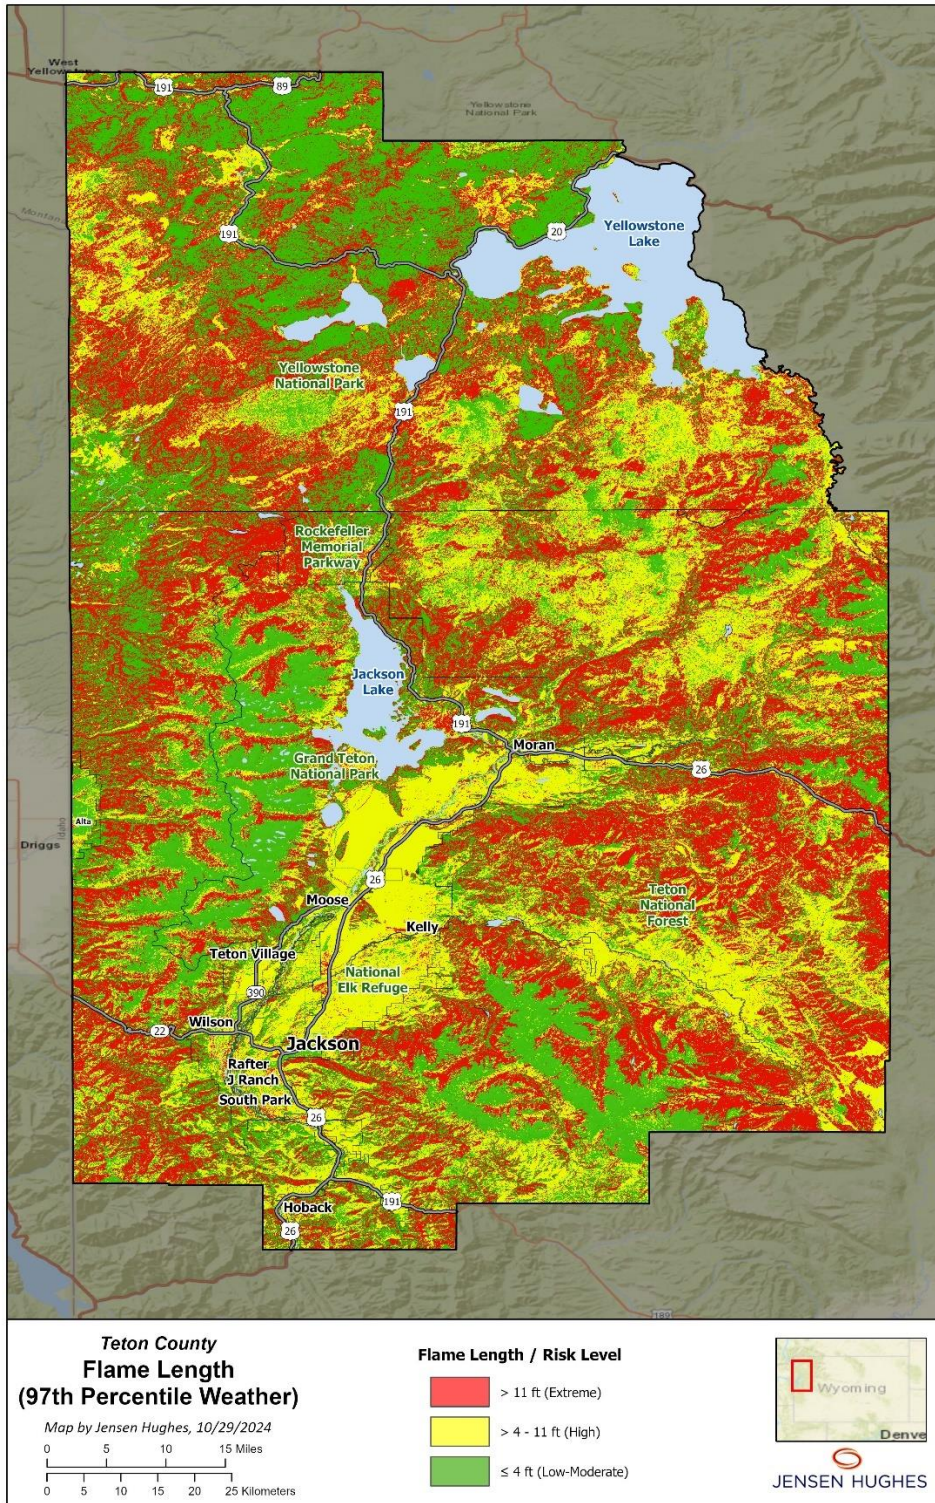 West
Yellowstone
191
89
Yellowstone
National Park
Montana
191
20
Yellowstone
Lake
Yellowstone
National Park
191
Rockefeller
Memorial
Parkway
Jackson
Lake
191
Moran
Grand Teton
National Park
26
Alta
Idaho
Driggs
26
Moose
Teton
National
Forest
Kelly
Teton Village
National
Elk Refuge
390
Wilson
22
Jackson
Rafter
J Ranch
South Park
26
Hoback
191
26
189
Teton County
Flame Length
(97th Percentile Weather)
Map by Jensen Hughes, 10/29/2024
0 5 10 15 Miles
0 5 10 15 20 25 Kilometers
Flame Length / Risk Level
> 11 ft (Extreme)
> 4 - 11 ft (High)
≤ 4 ft (Low-Moderate)
Wyoming
Denve
JENSEN HUGHES